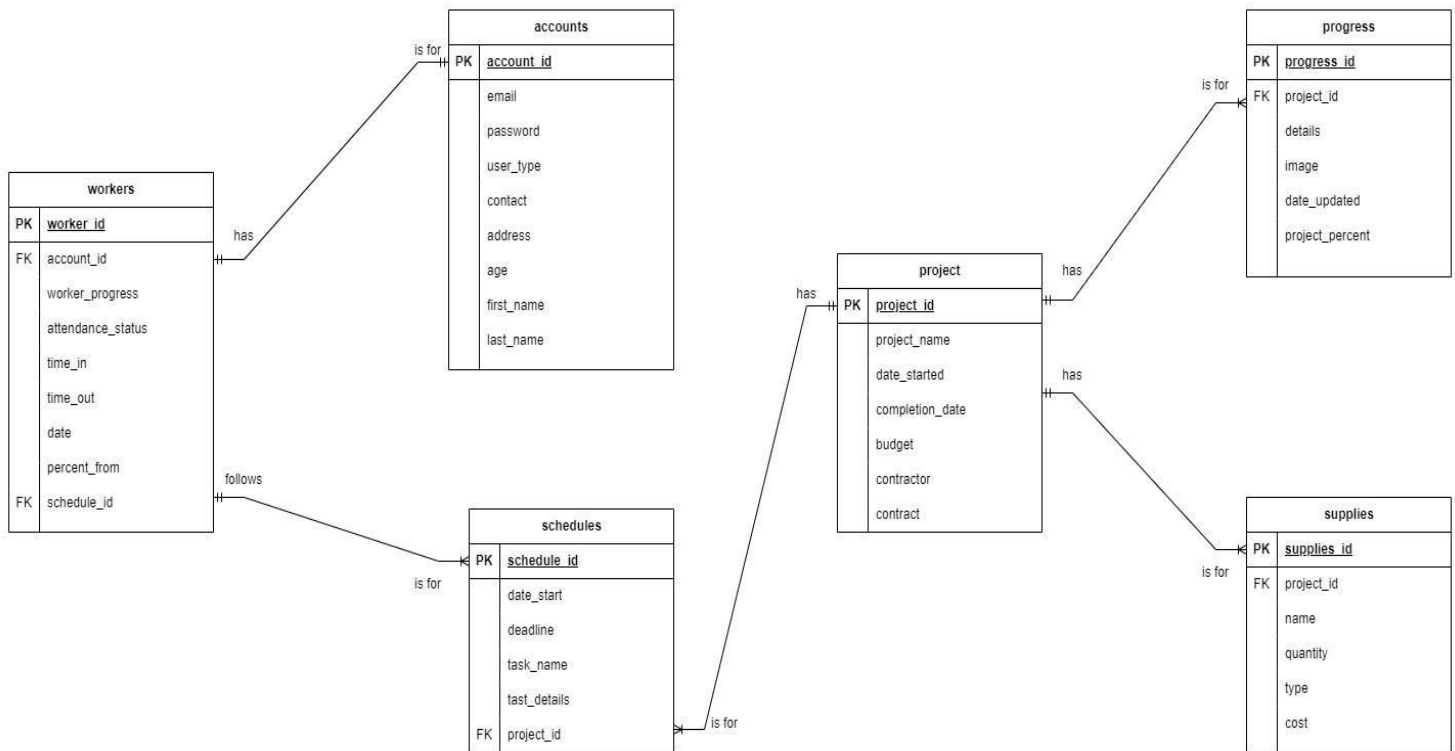 accounts
PK account_id
email
password
user_type
contact
address
age
first_name
last_name
is for
has
workers
PK worker_id
FK account_id
worker_progress
attendance_status
time_in
time_out
date
percent_from
FK schedule_id
follows
is for
schedules
PK schedule_id
date_start
deadline
task_name
tast_details
FK project_id
is for
has
project
PK project_id
project_name
date_started
completion_date
budget
contractor
contract
has
is for
progress
PK progress_id
FK project_id
details
image
date_updated
project_percent
has
is for
supplies
PK supplies_id
FK project_id
name
quantity
type
cost